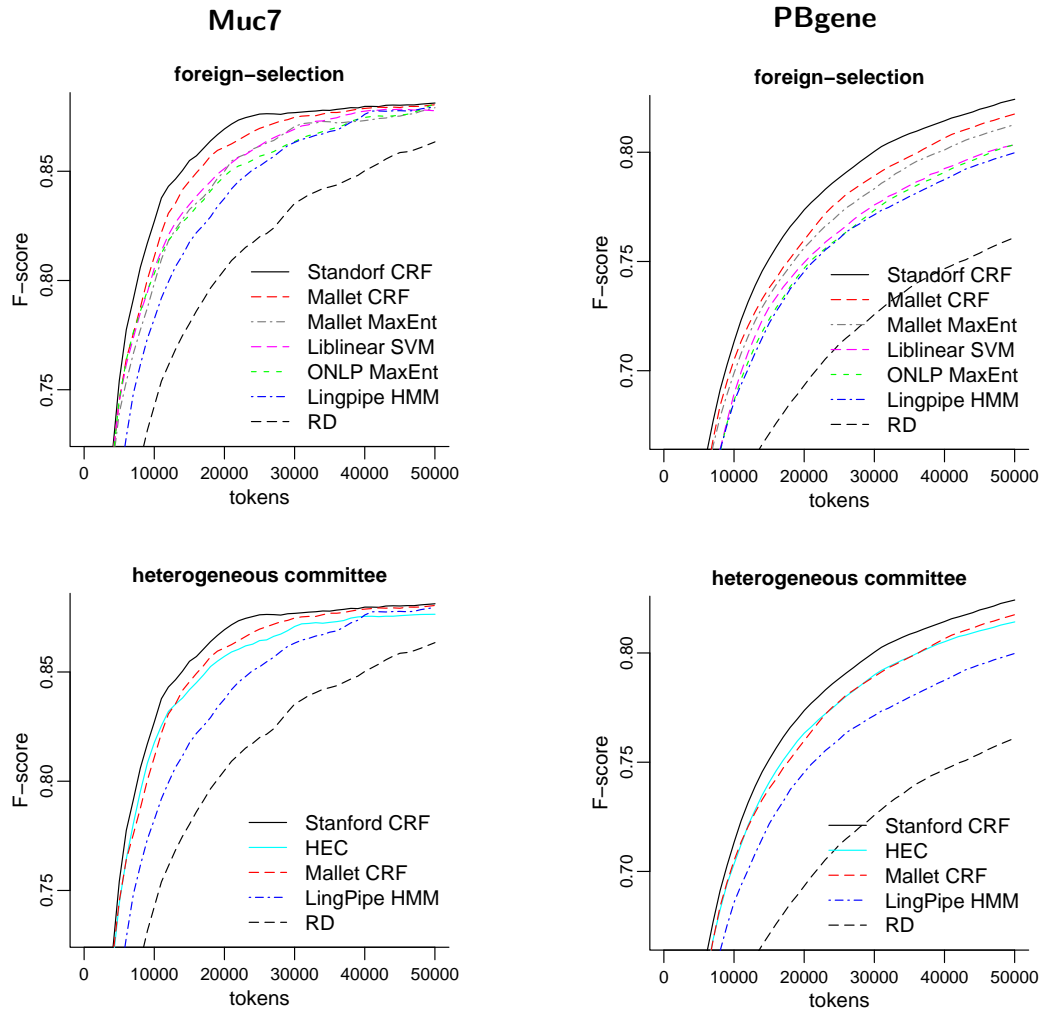 Muc7
foreign-selection
F-score
0.85
0.80
0.75
Standorf CRF
Mallet CRF
Mallet MaxEnt
Liblinear SVM
ONLP MaxEnt
Lingpipe HMM
RD
0 10000 20000 30000 40000 50000
tokens
PBgene
foreign-selection
F-score
0.80
0.75
0.70
Standorf CRF
Mallet CRF
Mallet MaxEnt
Liblinear SVM
ONLP MaxEnt
Lingpipe HMM
RD
0 10000 20000 30000 40000 50000
tokens
heterogeneous committee
F-score
0.85
0.80
0.75
Stanford CRF
HEC
Mallet CRF
LingPipe HMM
RD
0 10000 20000 30000 40000 50000
tokens
heterogeneous committee
F-score
0.80
0.75
0.70
Stanford CRF
HEC
Mallet CRF
LingPipe HMM
RD
0 10000 20000 30000 40000 50000
tokens